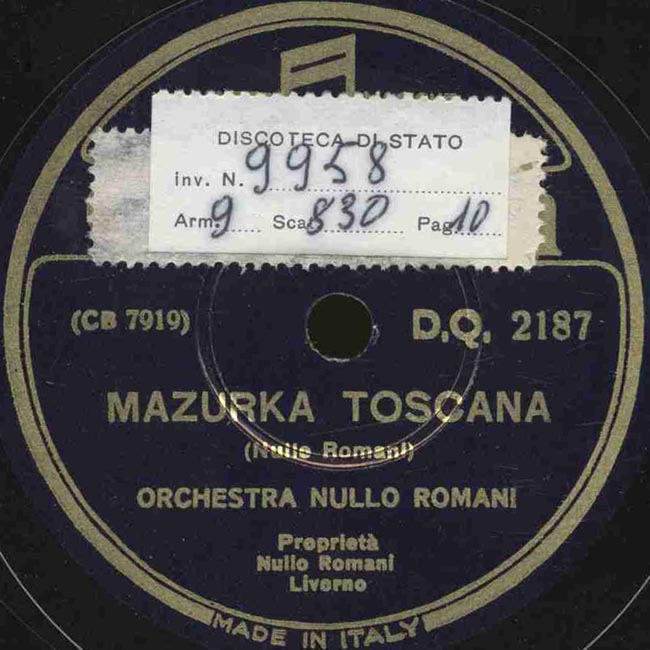 DISCOTECA DI STATO
inv. N. 9958
Arm. 9 Sca. 830 Pag. 10
(CB 7919) D.Q. 2187
MAZURKA TOSCANA
(Nullo Romani)
ORCHESTRA NULLO ROMANI
Proprietà
Nullo Romani
Livorno
MADE IN ITALY